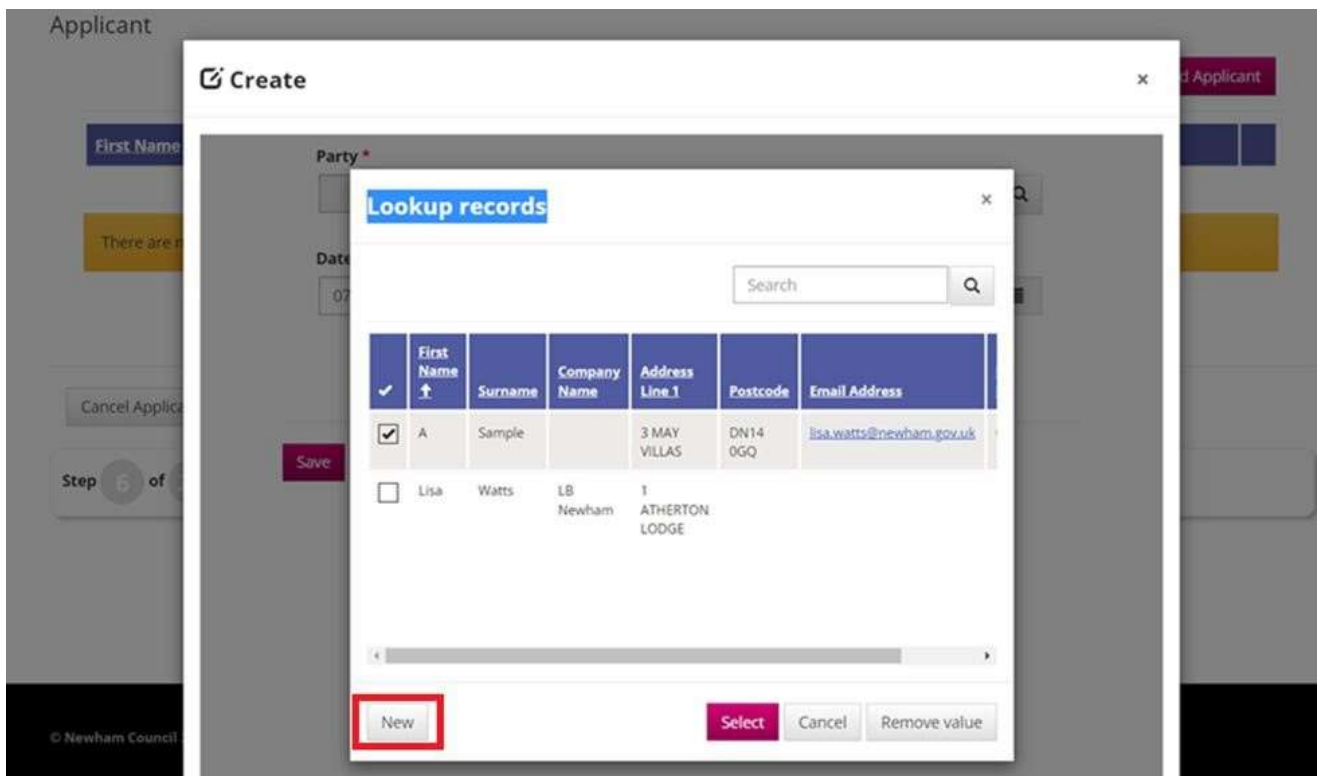 Applicant
Create
×
d Applicant
First Name
Party *
Lookup records
×
There are n
Date
Search
07
First
Name
Surname
Company
Name
Address
Line 1
Postcode
Email Address
Cancel Applica
A
Sample
3 MAY
VILLAS
DN14
0GQ
lisa.watts@newham.gov.uk
Save
Step 6 of
Lisa
Watts
LB
Newham
1
ATHERTON
LODGE
New
Select
Cancel
Remove value
© Newham Council